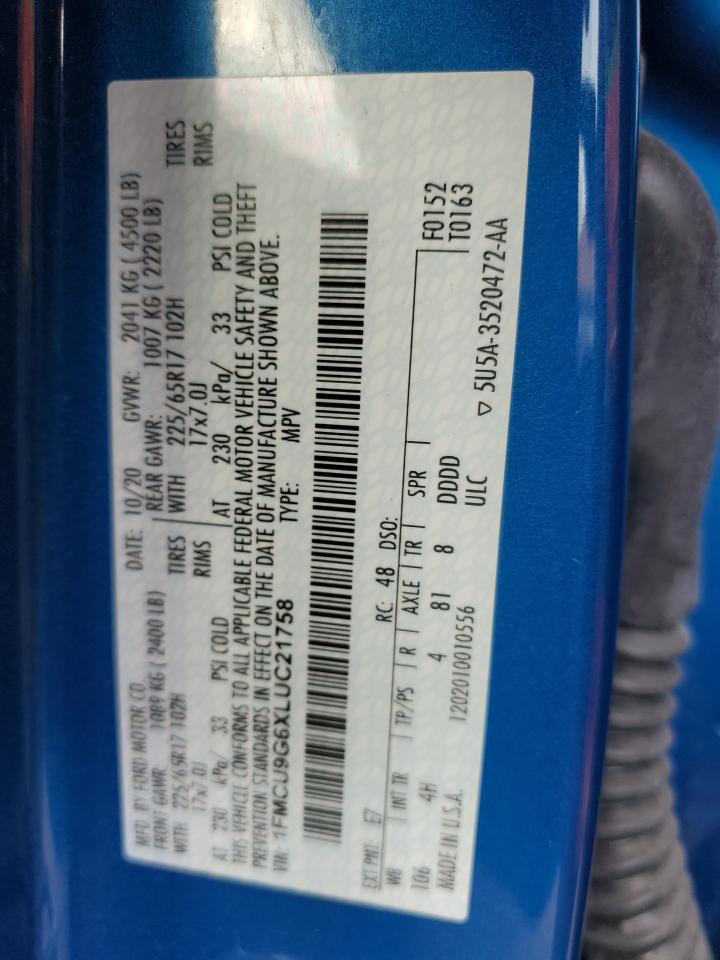 MFD. BY FORD MOTOR CO. DATE: 10/20 GVWR: 2041 KG ( 4500 LB)
FRONT GAWR: 1089 KG ( 2400 LB) REAR GAWR: 1007 KG ( 2220 LB)
WITH 225/65R17 102H TIRES WITH 225/65R17 102H TIRES
17x7.0J RIMS 17x7.0J RIMS
AT 230 kPa/ 33 PSI COLD AT 230 kPa/ 33 PSI COLD
THIS VEHICLE CONFORMS TO ALL APPLICABLE FEDERAL MOTOR VEHICLE SAFETY AND THEFT
PREVENTION STANDARDS IN EFFECT ON THE DATE OF MANUFACTURE SHOWN ABOVE.
VIN: 1FMCU9G6XLUC21758 TYPE: MPV
EXT PNT: E7 RC: 48 DSO:
WB INT TR TP/PS R AXLE TR SPR F0152
106 4H 4 81 8 DDDD T0163
MADE IN U.S.A. 1202010010556 ULC
▽ 5U5A-3520472-AA